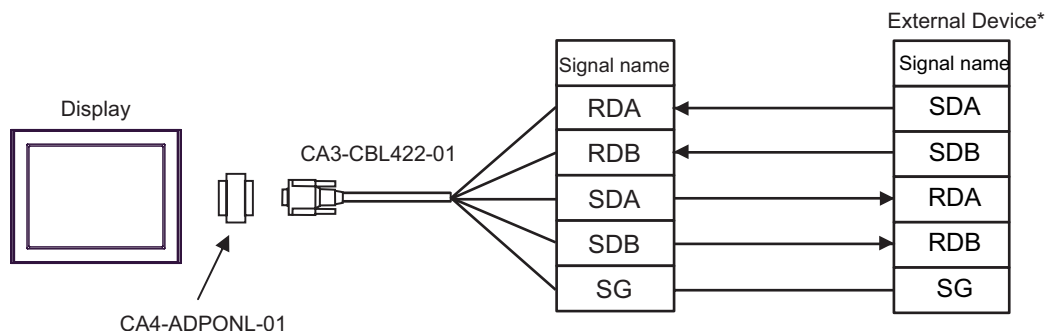 External Device*
Signal name
Signal name
Display
RDA
SDA
CA3-CBL422-01
RDB
SDB
SDA
RDA
SDB
RDB
SG
SG
CA4-ADPONL-01